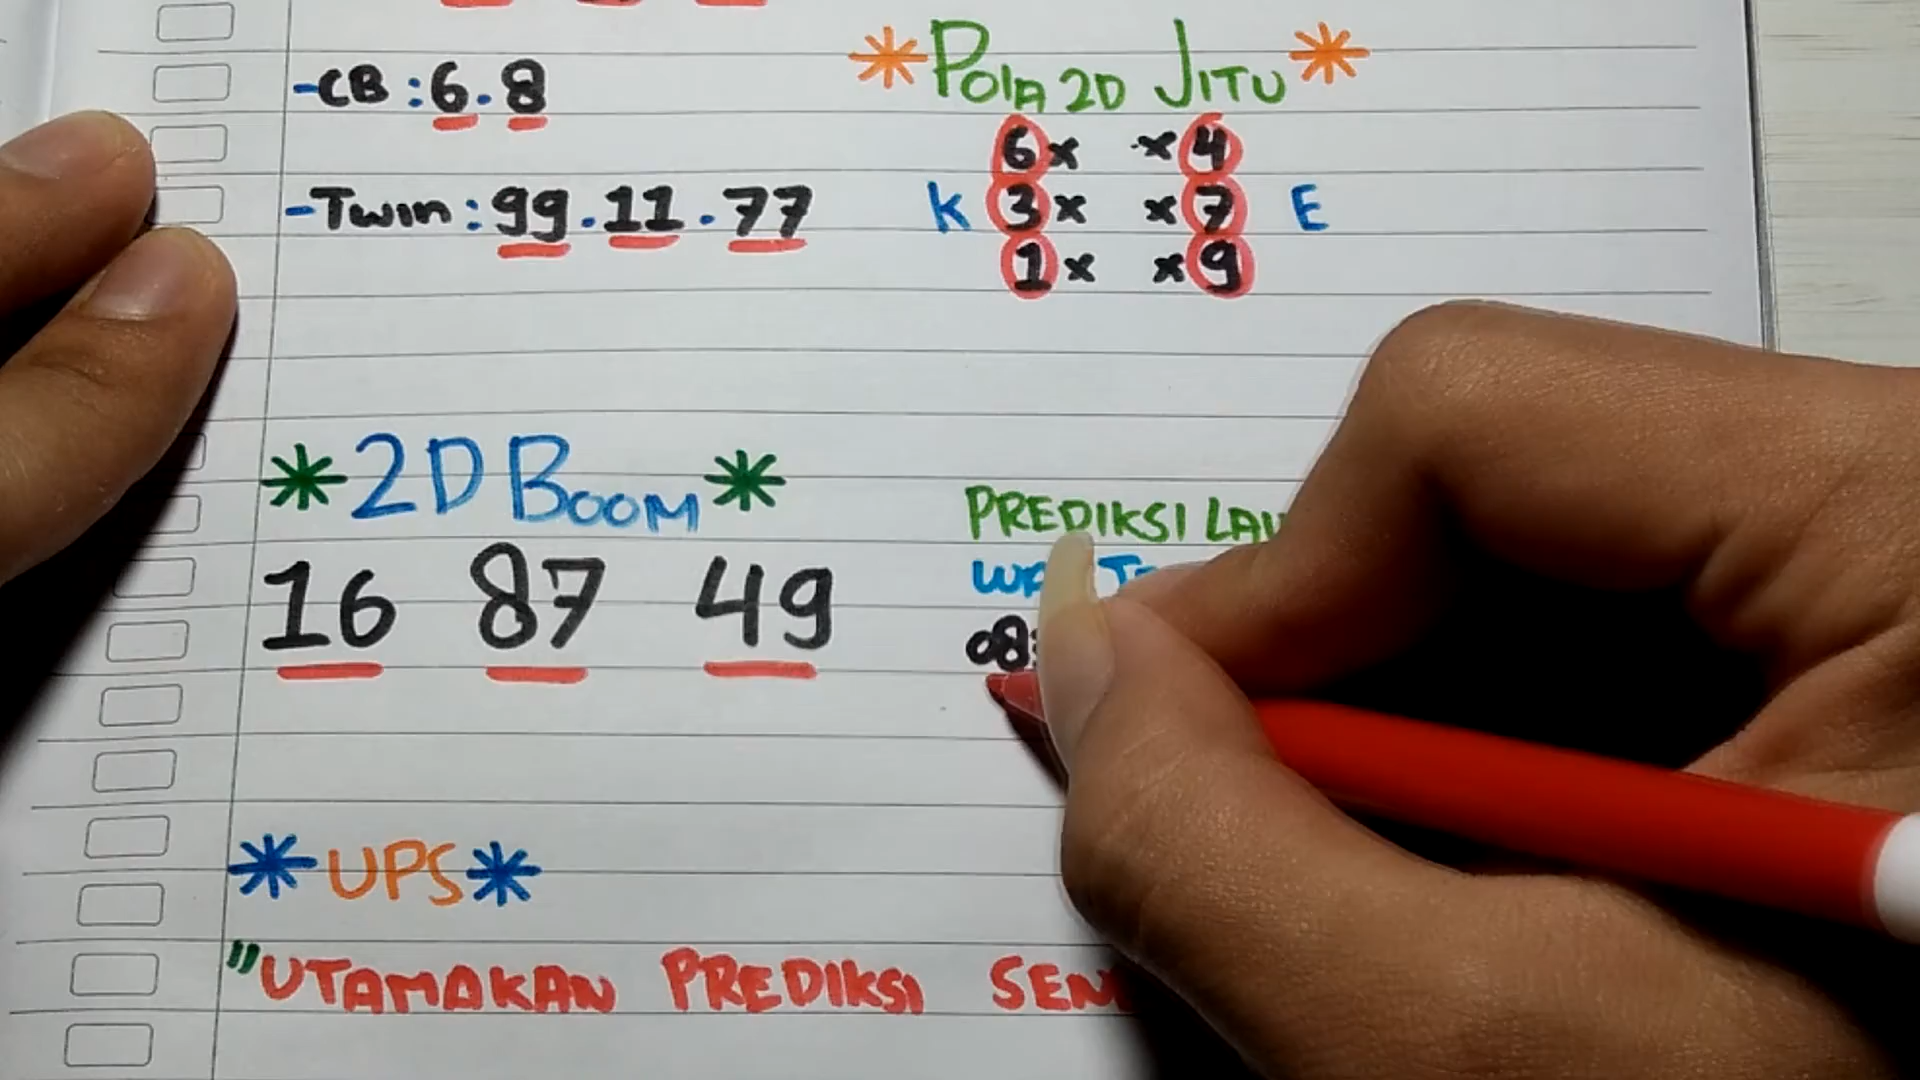 -CB : 6 . 8
-Twin : 99 . 11 . 77
Pola 2D JITU
6x x4
K 3x x7 E
1x x9
2D BOOM
16 87 49
PREDIKSI
08
UPS
"UTAMAKAN PREDIKSI